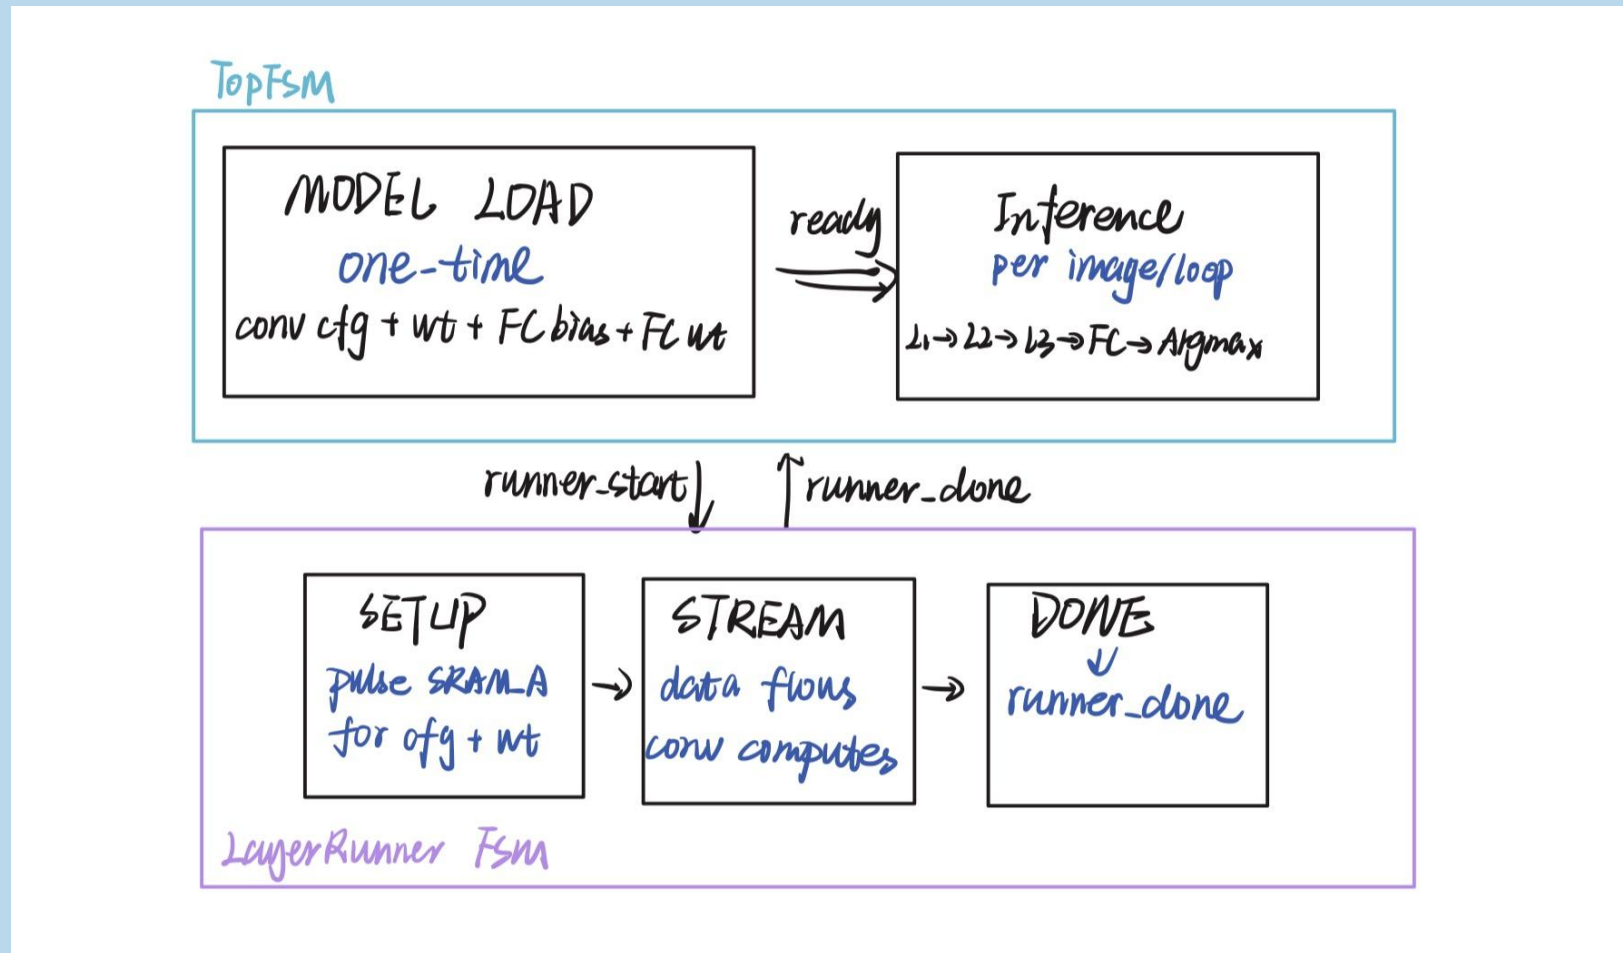 TopFSM
MODEL LOAD
one-time
conv cfg + wt + FC bias + FC wt
ready
Inference
per image/loop
L1→L2→L3→FC→Argmax
runner_start
runner_done
SETUP
pulse SRAM_A
for cfg + wt
STREAM
data flows
conv computes
DONE
↓
runner_done
LayerRunner Fsm